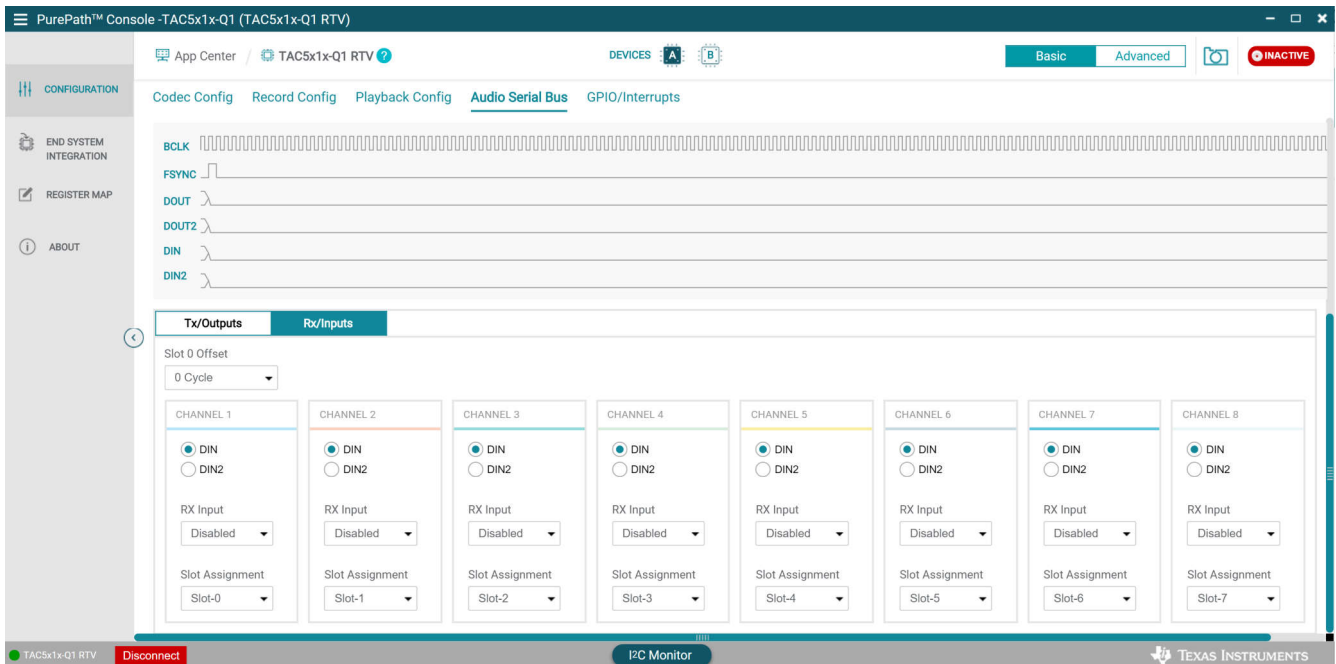 PurePath™ Console -TAC5x1x-Q1 (TAC5x1x-Q1 RTV)
App Center / TAC5x1x-Q1 RTV ?
DEVICES A B
Basic Advanced
INACTIVE
CONFIGURATION
END SYSTEM
INTEGRATION
REGISTER MAP
ABOUT
Codec Config Record Config Playback Config Audio Serial Bus GPIO/Interrupts
BCLK
FSYNC
DOUT
DOUT2
DIN
DIN2
Tx/Outputs Rx/Inputs
Slot 0 Offset
0 Cycle
CHANNEL 1 CHANNEL 2 CHANNEL 3 CHANNEL 4 CHANNEL 5 CHANNEL 6 CHANNEL 7 CHANNEL 8
DIN DIN DIN DIN DIN DIN DIN DIN
DIN2 DIN2 DIN2 DIN2 DIN2 DIN2 DIN2 DIN2
RX Input RX Input RX Input RX Input RX Input RX Input RX Input RX Input
Disabled Disabled Disabled Disabled Disabled Disabled Disabled Disabled
Slot Assignment Slot Assignment Slot Assignment Slot Assignment Slot Assignment Slot Assignment Slot Assignment Slot Assignment
Slot-0 Slot-1 Slot-2 Slot-3 Slot-4 Slot-5 Slot-6 Slot-7
TAC5x1x-Q1 RTV Disconnect I²C Monitor TEXAS INSTRUMENTS